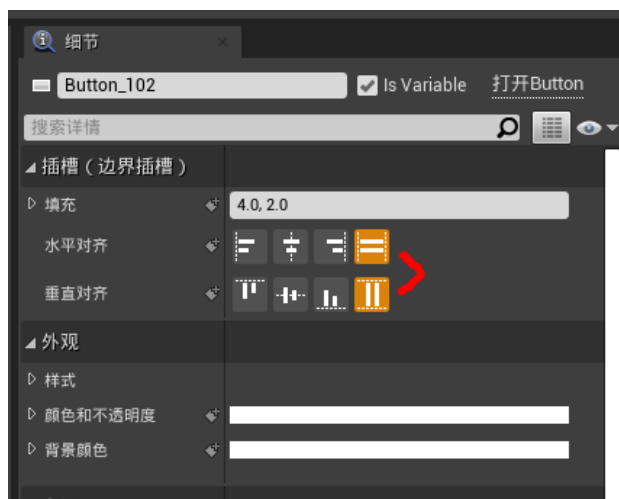 细节
Button_102 Is Variable 打开Button
搜索详情
插槽（边界插槽）
填充 4.0, 2.0
水平对齐
垂直对齐
外观
样式
颜色和不透明度
背景颜色